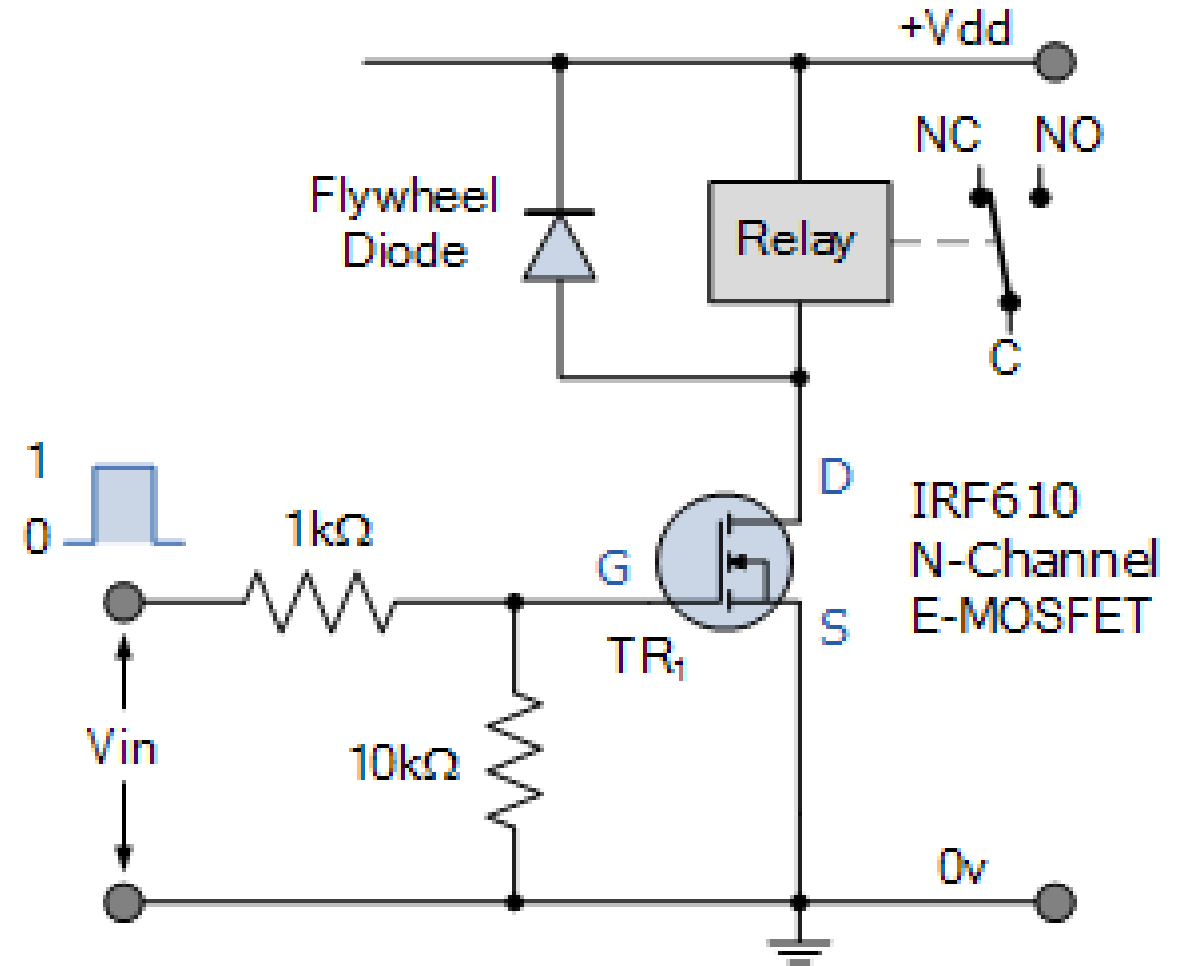 +Vdd
NC NO
Flywheel
Diode
Relay
C
1
0
1kΩ
D
G
S
TR₁
IRF610
N-Channel
E-MOSFET
Vin
10kΩ
0v